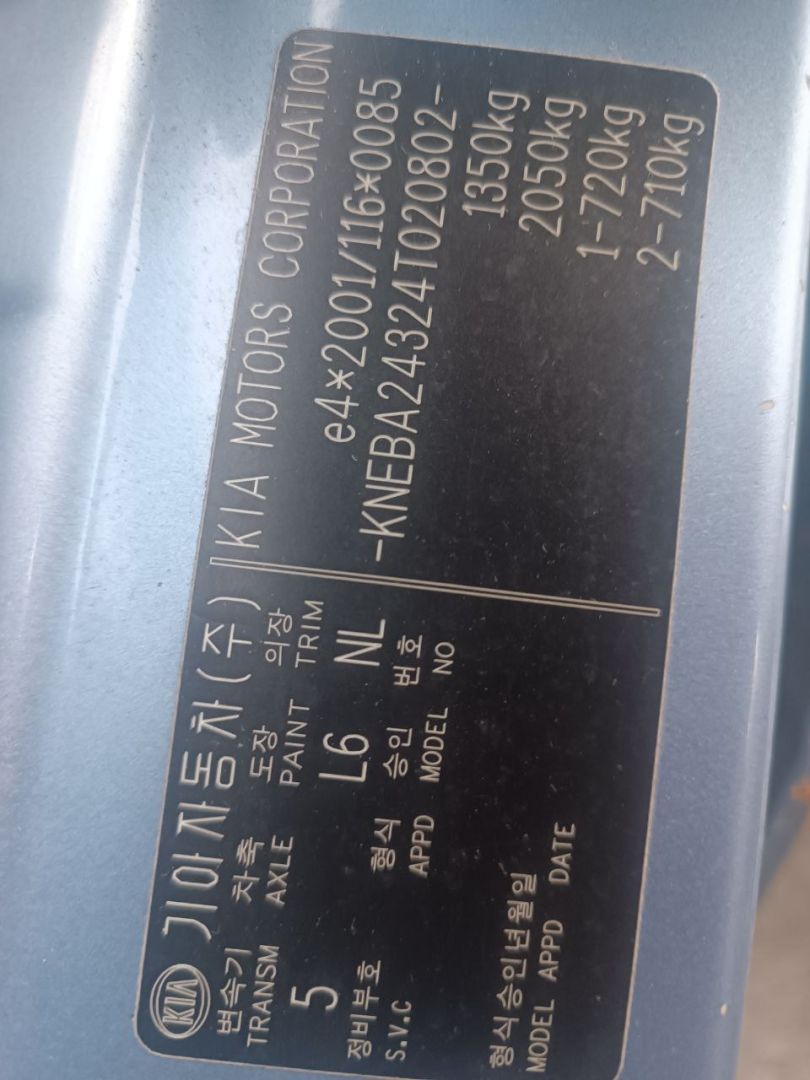 KIA 기아자동차(주) KIA MOTORS CORPORATION
변속기 차축 도장 의장
TRANSM AXLE PAINT TRIM
5 L6 NL
e4*2001/116*0085
-KNEBA24324T020802-
정비부호 형식 승인 번호
S.V.C APPD MODEL NO
1350kg
2050kg
형식승인년월일
MODEL APPD DATE
1-720kg
2-710kg